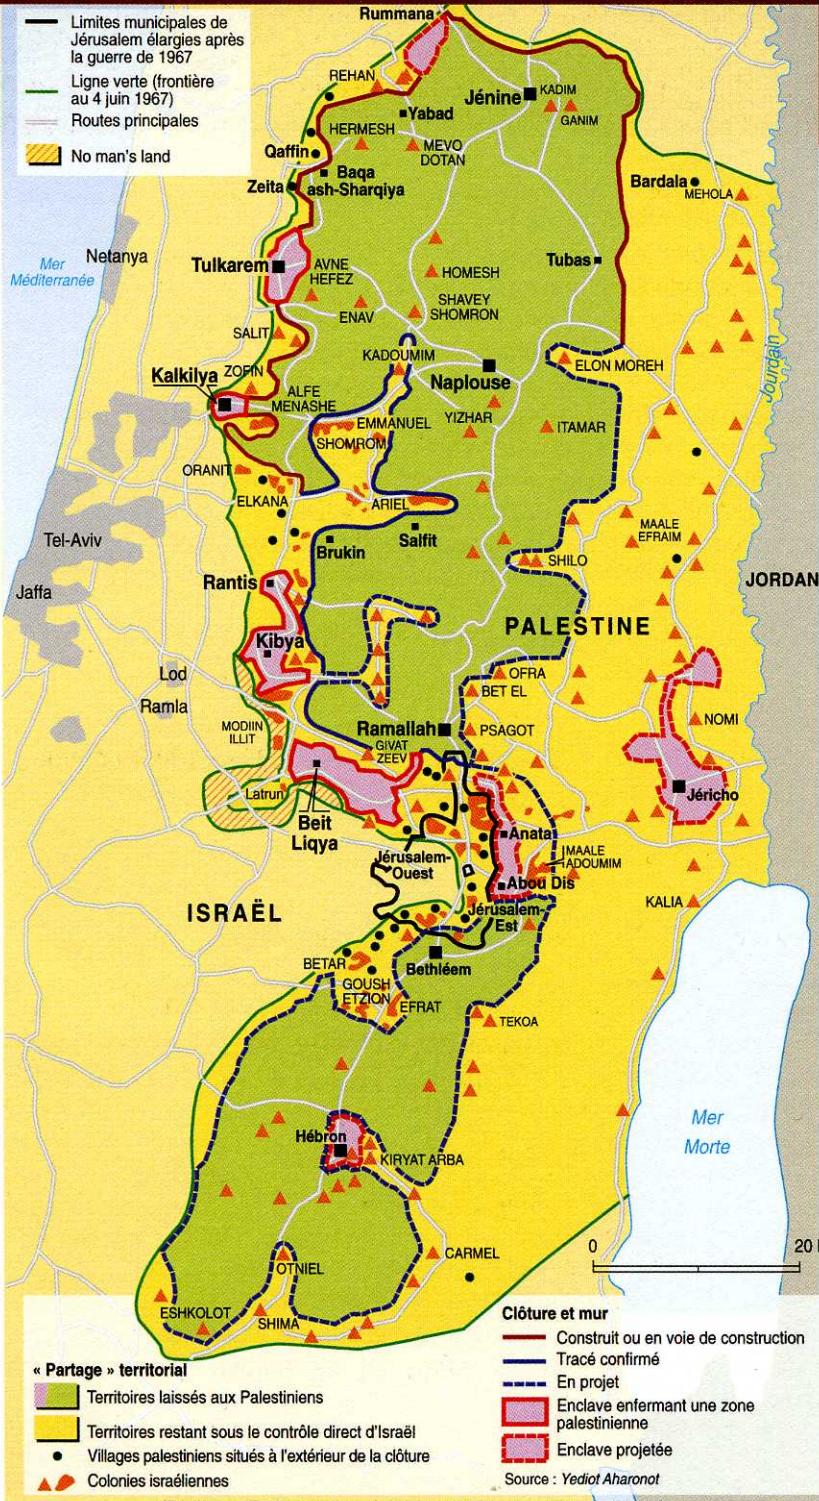 Limites municipales de
Jérusalem élargies après
la guerre de 1967
Ligne verte (frontière
au 4 juin 1967)
Routes principales
No man's land
Rummana
REHAN
Jénine
KADIM
GANIM
Yabad
HERMESH
MEVO
DOTAN
Qaffin
Baqa
ash-Sharqiya
Zeita
Bardala
MEHOLA
Netanya
Mer
Méditerranée
Tulkarem
AVNE
HEFEZ
HOMESH
Tubas
ENAV
SHAVEY
SHOMRON
SALIT
KADOUMIM
ELON MOREH
Jourdain
ZOFIN
Kalkilya
Naplouse
ALFE
MENASHE
EMMANUEL
YIZHAR
ITAMAR
SHOMROM
ORANIT
ELKANA
ARIEL
Tel-Aviv
Brukin
Salfit
MAALE
EFRAIM
SHILO
Jaffa
Rantis
JORDAN
PALESTINE
Kibya
Lod
OFRA
BET EL
Ramla
NOMI
MODIIN
ILLIT
Ramallah
PSAGOT
GIVAT
ZEEV
Latrun
Jéricho
Beit
Liqya
Anata
Jérusalem-
Ouest
MAALE
ADOUMIM
Abou Dis
ISRAËL
Jérusalem-
Est
KALIA
BETAR
Bethléem
GOUSH
ETZION
EFRAT
TEKOA
Mer
Morte
Hébron
KIRYAT ARBA
CARMEL
OTNIEL
0 20
ESHKOLOT
SHIMA
« Partage » territorial
Territoires laissés aux Palestiniens
Territoires restant sous le contrôle direct d'Israël
Villages palestiniens situés à l'extérieur de la clôture
Colonies israéliennes
Clôture et mur
Construit ou en voie de construction
Tracé confirmé
En projet
Enclave enfermant une zone
palestinienne
Enclave projetée
Source : Yediot Aharonot